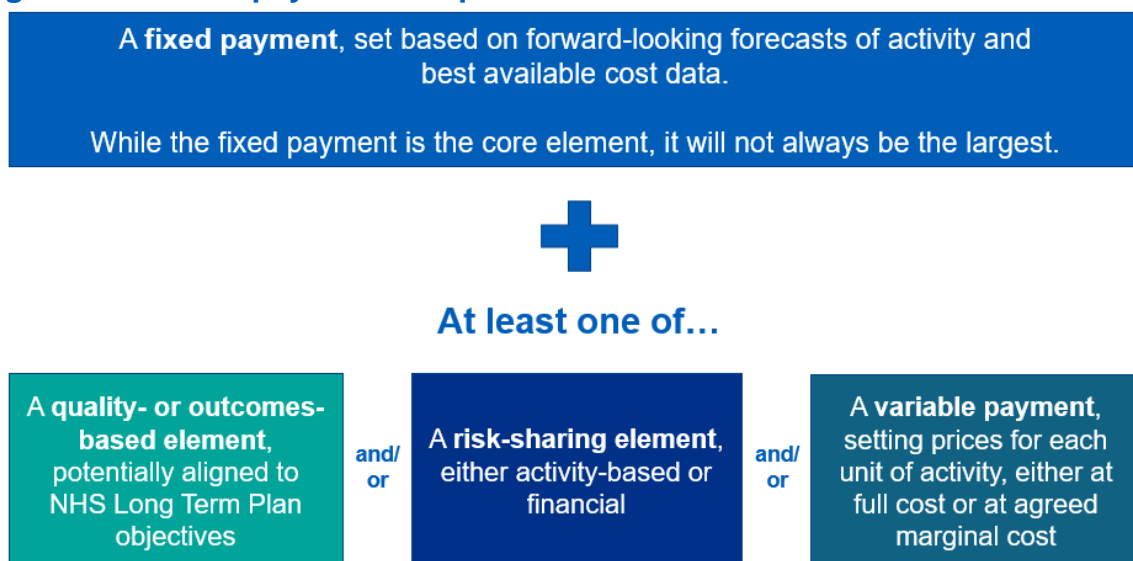 A fixed payment, set based on forward-looking forecasts of activity and
best available cost data.
While the fixed payment is the core element, it will not always be the largest.
At least one of…
A quality- or outcomes-
based element,
potentially aligned to
NHS Long Term Plan
objectives
and/
or
A risk-sharing element,
either activity-based or
financial
and/
or
A variable payment,
setting prices for each
unit of activity, either at
full cost or at agreed
marginal cost